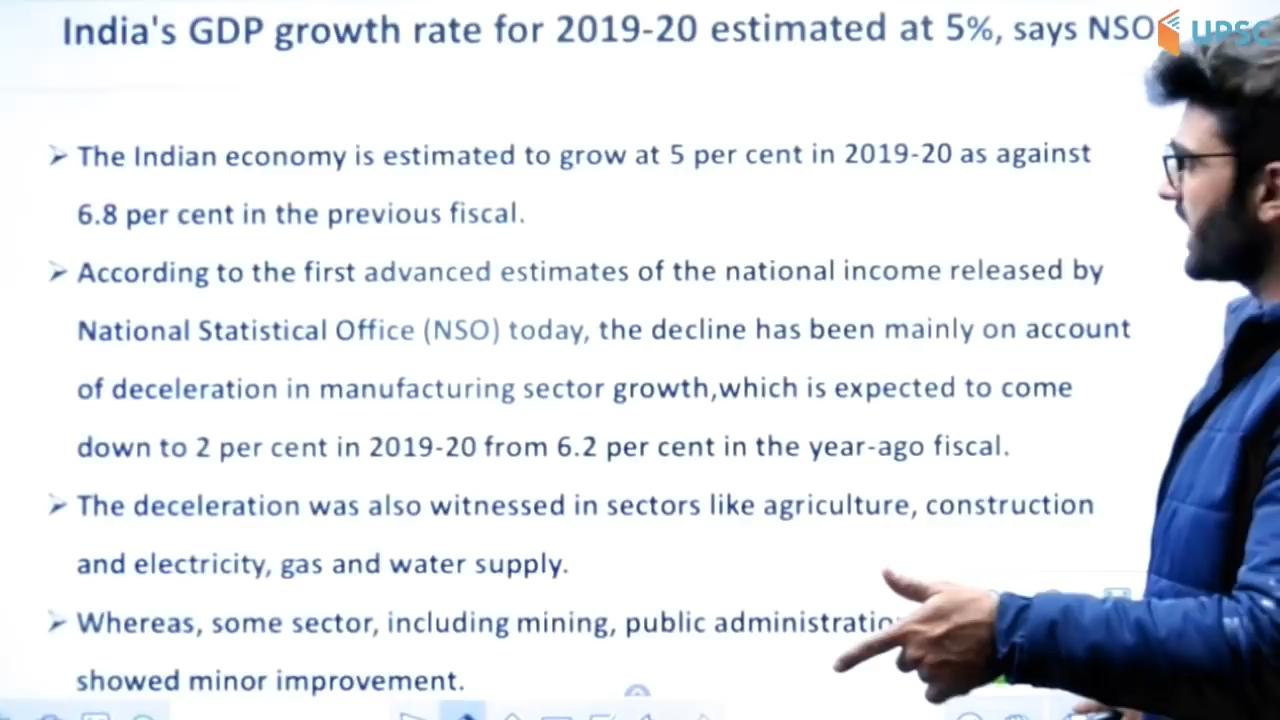 India's GDP growth rate for 2019-20 estimated at 5%, says NSO
UPSC
The Indian economy is estimated to grow at 5 per cent in 2019-20 as against
6.8 per cent in the previous fiscal.
According to the first advanced estimates of the national income released by
National Statistical Office (NSO) today, the decline has been mainly on account
of deceleration in manufacturing sector growth,which is expected to come
down to 2 per cent in 2019-20 from 6.2 per cent in the year-ago fiscal.
The deceleration was also witnessed in sectors like agriculture, construction
and electricity, gas and water supply.
Whereas, some sector, including mining, public administration
showed minor improvement.